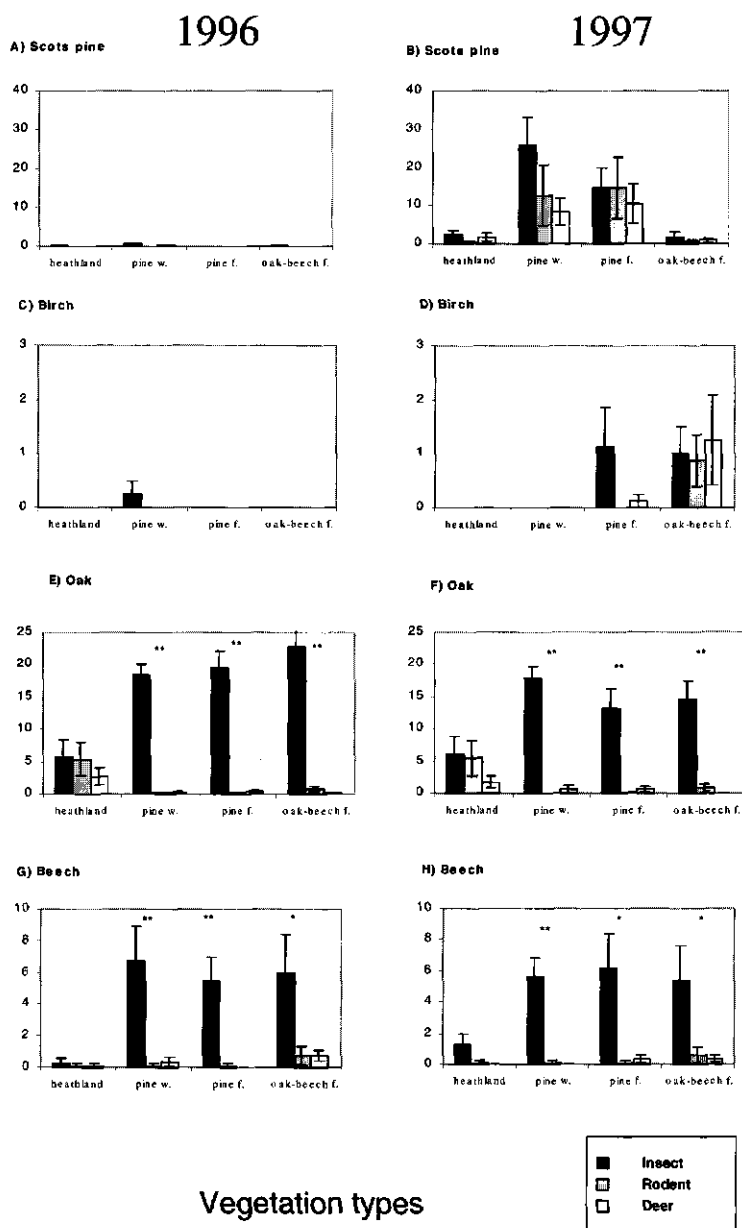 1996 1997
A) Scots pine B) Scots pine
40 40
30 30
20 20
10 10
0 0
heathland pine w. pine f. oak-beech f. heathland pine w. pine f. oak-beech f.
C) Birch D) Birch
3 3
2 2
1 1
0 0
heathland pine w. pine f. oak-beech f. heathland pine w. pine f. oak-beech f.
E) Oak F) Oak
25 25
** ** ** ** ** **
20 20
15 15
10 10
5 5
0 0
heathland pine w. pine f. oak-beech f. heathland pine w. pine f. oak-beech f.
G) Beech H) Beech
10 10
** ** * ** * *
8 8
6 6
4 4
2 2
0 0
heathland pine w. pine f. oak-beech f. heathland pine w. pine f. oak-beech f.
Insect
Rodent
Vegetation types Deer